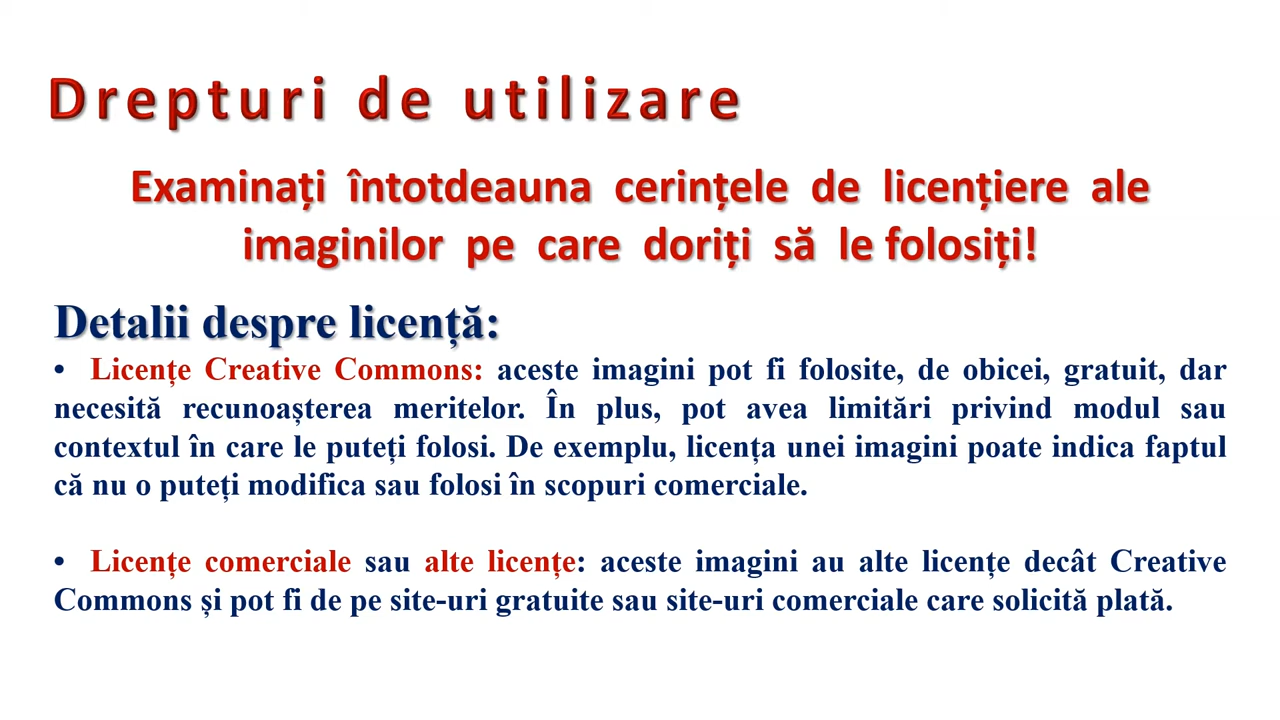 Drepturi de utilizare
Examinați întotdeauna cerințele de licențiere ale
imaginilor pe care doriți să le folosiți!
Detalii despre licență:
• Licențe Creative Commons: aceste imagini pot fi folosite, de obicei, gratuit, dar
necesită recunoașterea meritelor. În plus, pot avea limitări privind modul sau
contextul în care le puteți folosi. De exemplu, licența unei imagini poate indica faptul
că nu o puteți modifica sau folosi în scopuri comerciale.
• Licențe comerciale sau alte licențe: aceste imagini au alte licențe decât Creative
Commons și pot fi de pe site-uri gratuite sau site-uri comerciale care solicită plată.